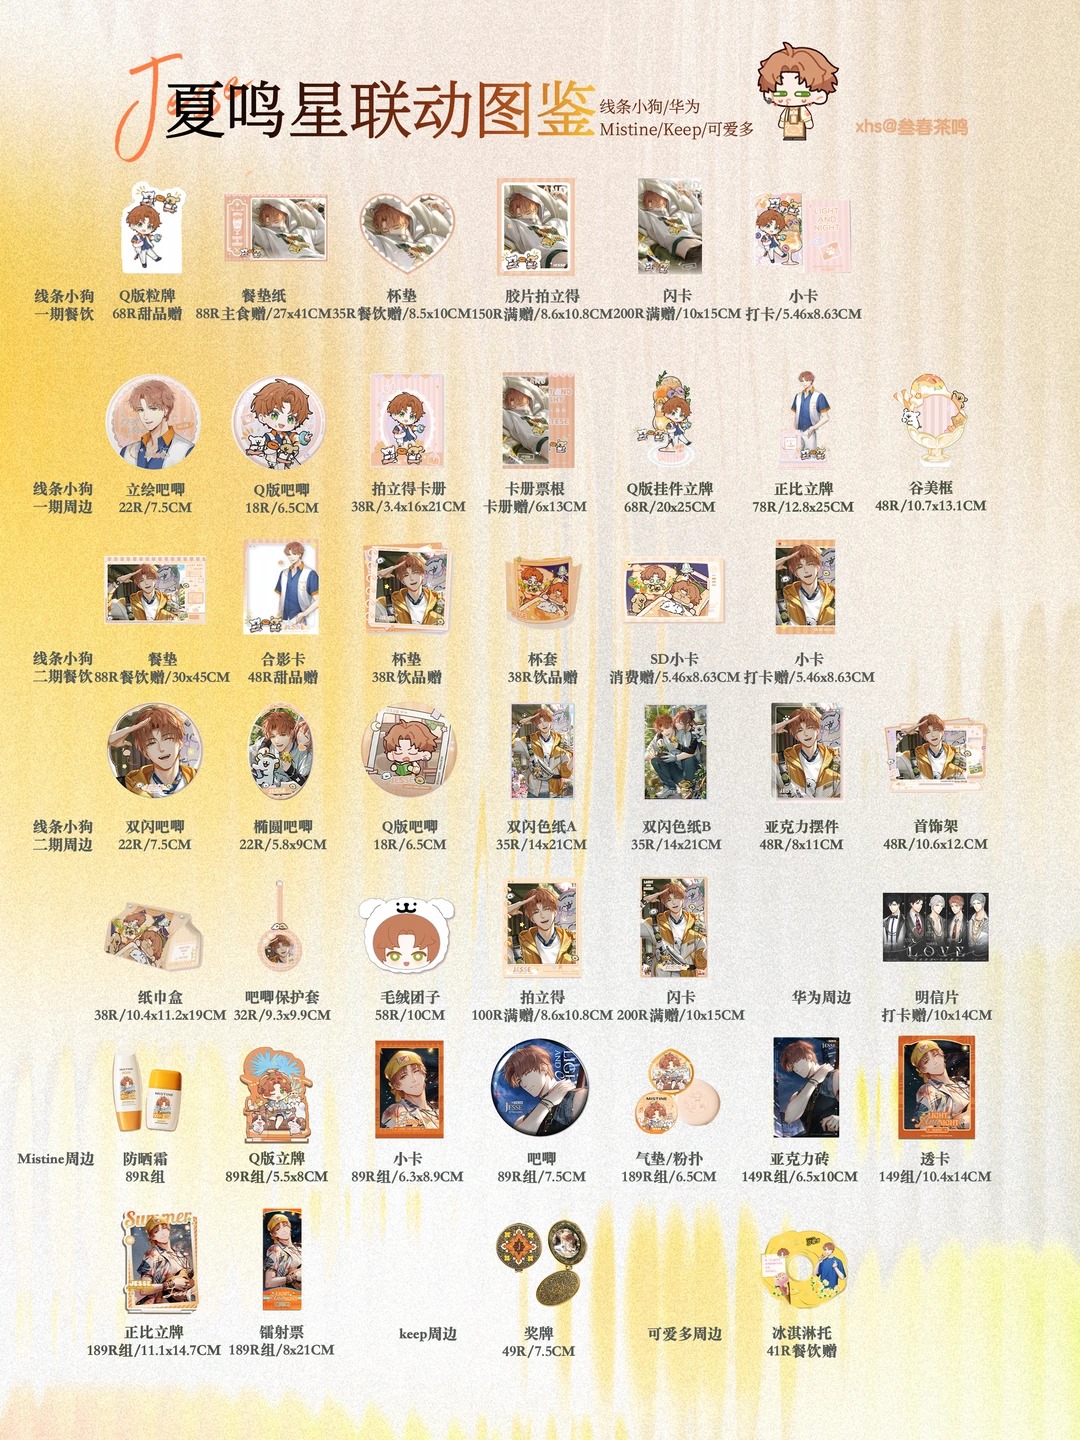 Jesse
夏鸣星联动图鉴
线条小狗/华为
Mistine/Keep/可爱多
xhs@叁春茶鸣
线条小狗
一期餐饮
Q版粒牌
68R甜品赠
餐垫纸
88R主食赠/27x41CM
杯垫
35R餐饮赠/8.5x10CM
胶片拍立得
150R满赠/8.6x10.8CM
闪卡
200R满赠/10x15CM
小卡
打卡/5.46x8.63CM
LIGHT
AND
NIGHT
线条小狗
一期周边
立绘吧唧
22R/7.5CM
Q版吧唧
18R/6.5CM
拍立得卡册
38R/3.4x16x21CM
卡册票根
卡册赠/6x13CM
Q版挂件立牌
68R/20x25CM
正比立牌
78R/12.8x25CM
谷美框
48R/10.7x13.1CM
线条小狗
二期餐饮
餐垫
88R餐饮赠/30x45CM
合影卡
48R甜品赠
杯垫
38R饮品赠
杯套
38R饮品赠
SD小卡
消费赠/5.46x8.63CM
小卡
打卡赠/5.46x8.63CM
线条小狗
二期周边
双闪吧唧
22R/7.5CM
椭圆吧唧
22R/5.8x9CM
Q版吧唧
18R/6.5CM
双闪色纸A
35R/14x21CM
双闪色纸B
35R/14x21CM
亚克力摆件
48R/8x11CM
首饰架
48R/10.6x12.CM
纸巾盒
38R/10.4x11.2x19CM
吧唧保护套
32R/9.3x9.9CM
毛绒团子
58R/10CM
JESSE
拍立得
100R满赠/8.6x10.8CM
闪卡
200R满赠/10x15CM
华为周边
LOVE
明信片
打卡赠/10x14CM
Mistine周边
MISTINE
防晒霜
89R组
Q版立牌
89R组/5.5x8CM
小卡
89R组/6.3x8.9CM
JESSE
吧唧
89R组/7.5CM
MISTINE
气垫/粉扑
189R组/6.5CM
JESSE
亚克力砖
149R组/6.5x10CM
透卡
149组/10.4x14CM
Summer
正比立牌
189R组/11.1x14.7CM
镭射票
189R组/8x21CM
keep周边
奖牌
49R/7.5CM
可爱多周边
冰淇淋托
41R餐饮赠